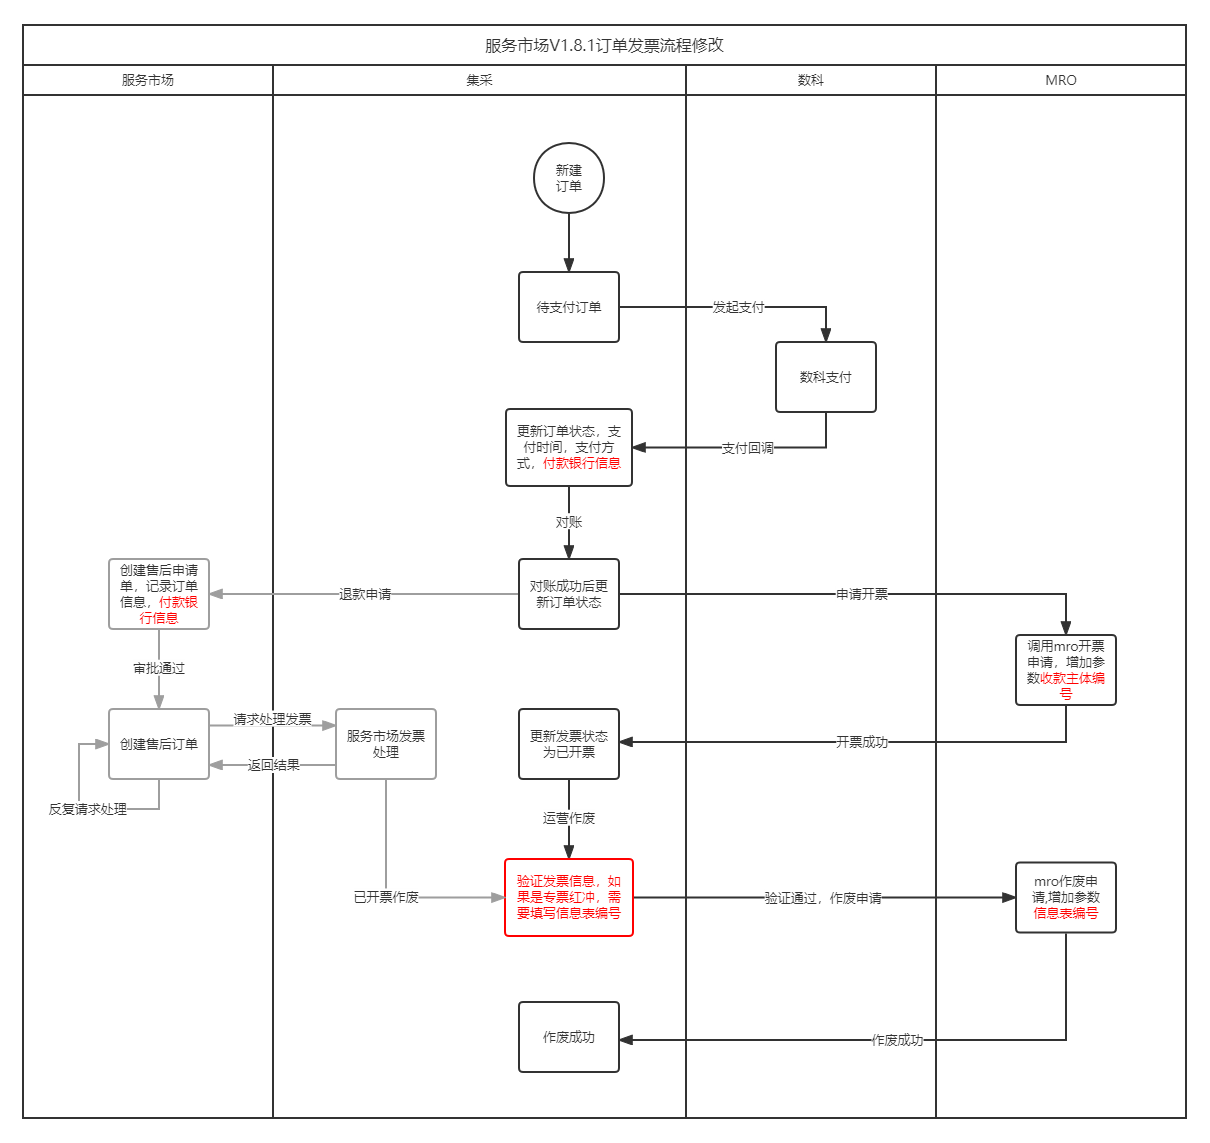 服务市场V1.8.1订单发票流程修改
服务市场
集采
数科
MRO
新建
订单
待支付订单
发起支付
数科支付
更新订单状态，支
付时间，支付方
式，付款银行信息
支付回调
对账
创建售后申请
单，记录订单
信息，付款银
行信息
退款申请
对账成功后更
新订单状态
申请开票
调用mro开票
申请，增加参
数收款主体编
号
审批通过
创建售后订单
请求处理发票
返回结果
服务市场发票
处理
更新发票状态
为已开票
开票成功
反复请求处理
运营作废
已开票作废
验证发票信息，如
果是专票红冲，需
要填写信息表编号
验证通过，作废申请
mro作废申
请,增加参数
信息表编号
作废成功
作废成功